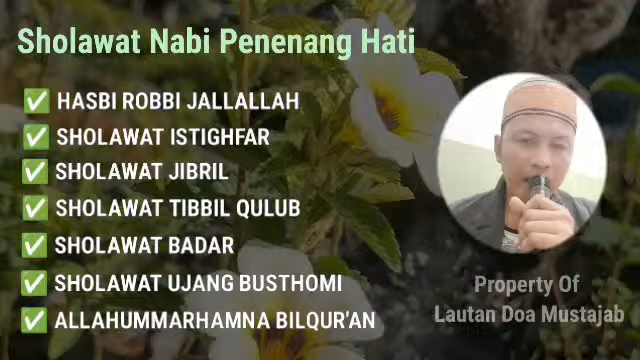 Sholawat Nabi Penenang Hati
✅ HASBI ROBBI JALLALLAH
✅ SHOLAWAT ISTIGHFAR
✅ SHOLAWAT JIBRIL
✅ SHOLAWAT TIBBIL QULUB
✅ SHOLAWAT BADAR
✅ SHOLAWAT UJANG BUSTHOMI
✅ ALLAHUMMARHAMNA BILQUR'AN
Property Of
Lautan Doa Mustajab